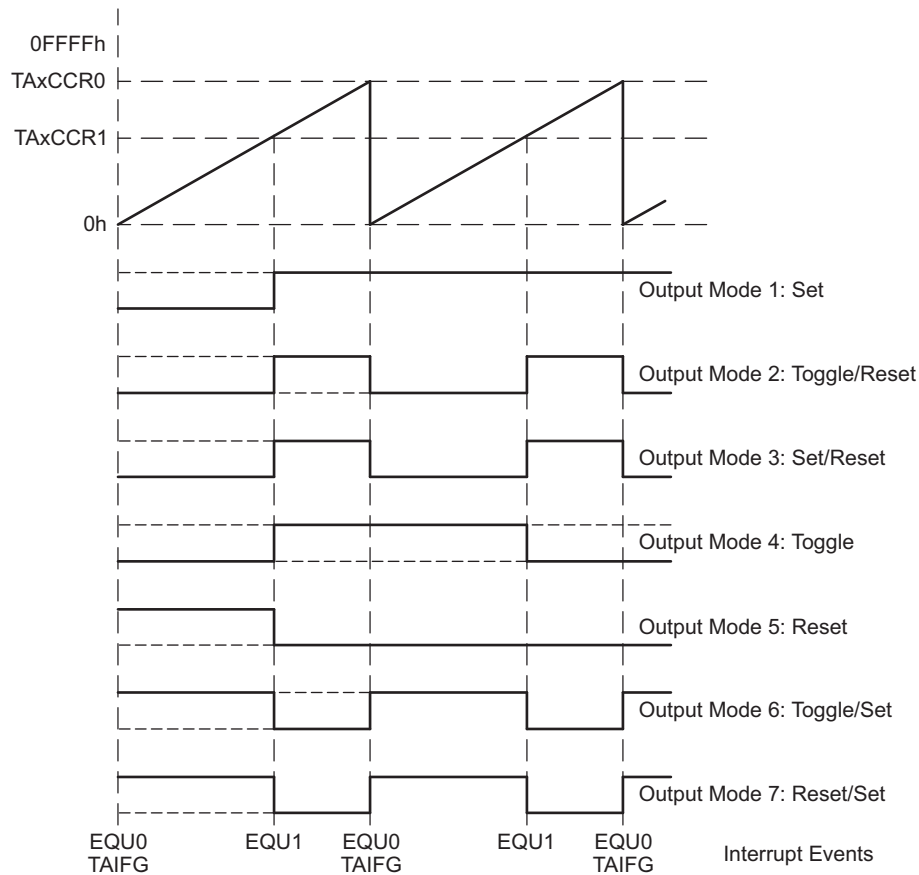 0FFFFh
TAxCCR0
TAxCCR1
0h
Output Mode 1: Set
Output Mode 2: Toggle/Reset
Output Mode 3: Set/Reset
Output Mode 4: Toggle
Output Mode 5: Reset
Output Mode 6: Toggle/Set
Output Mode 7: Reset/Set
EQU0 EQU1 EQU0 EQU1 EQU0 Interrupt Events
TAIFG TAIFG TAIFG